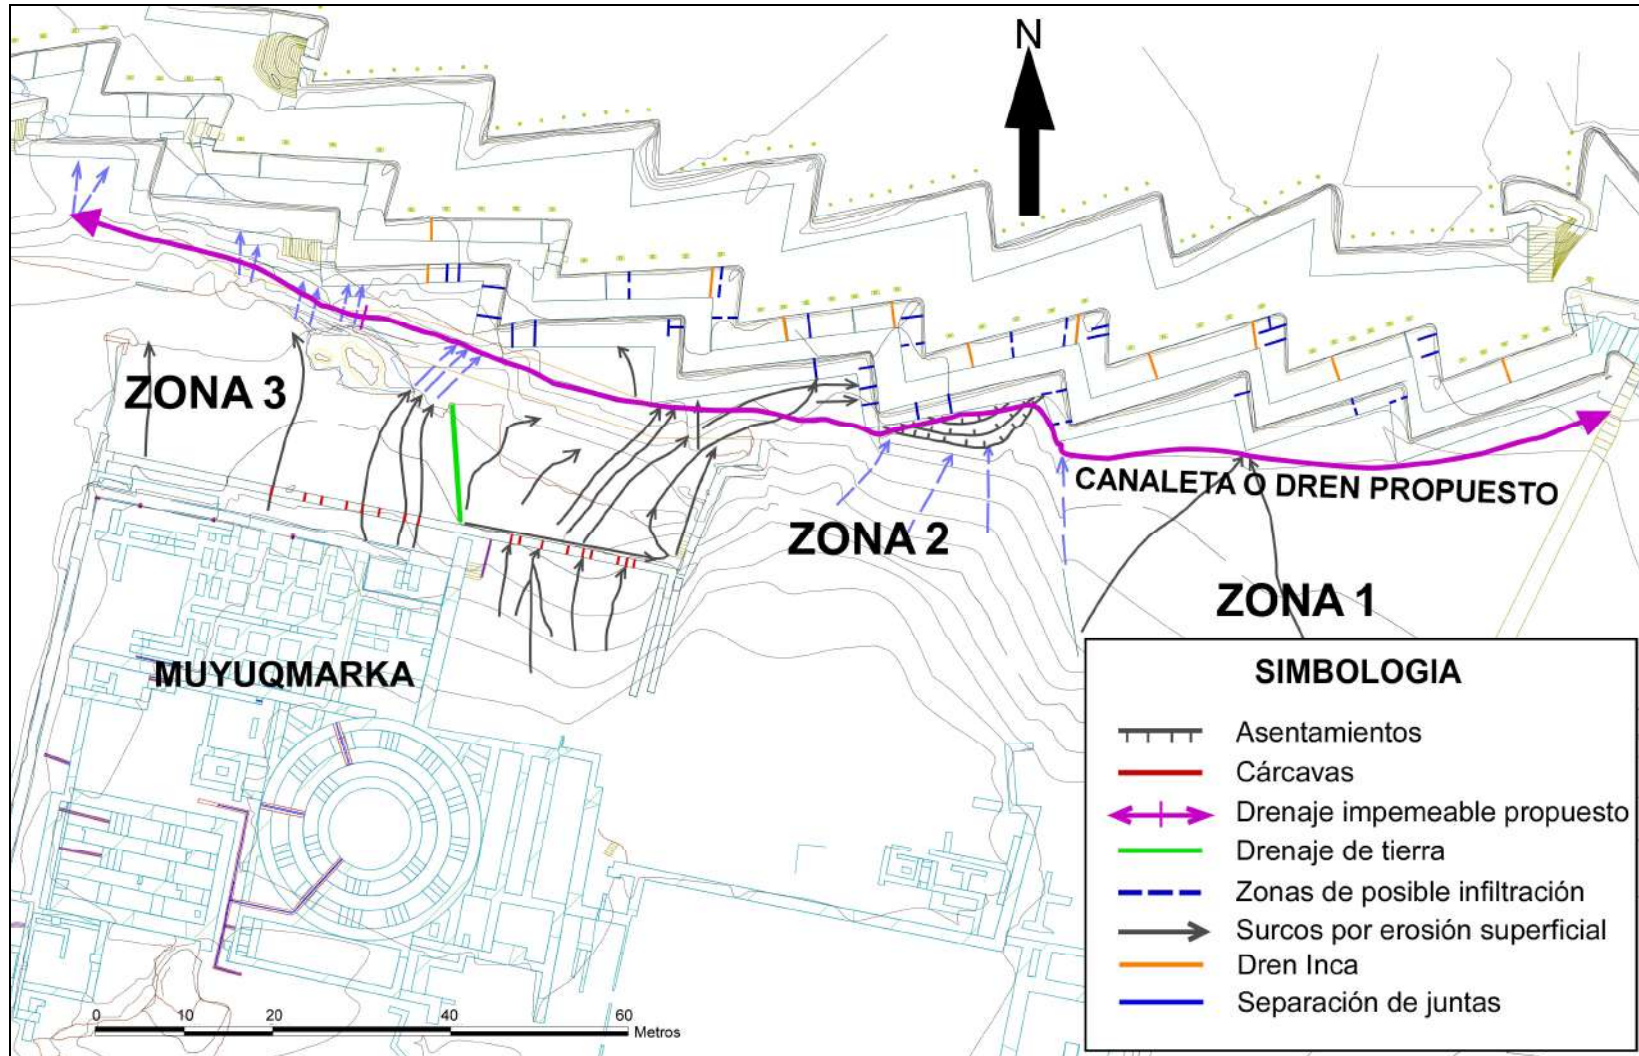 N
ZONA 3
CANALETA O DREN PROPUESTO
ZONA 2
ZONA 1
MUYUQMARKA
SIMBOLOGIA
Asentamientos
Cárcavas
Drenaje impemeable propuesto
Drenaje de tierra
Zonas de posible infiltración
Surcos por erosión superficial
Dren Inca
Separación de juntas
0 10 20 40 60
Metros